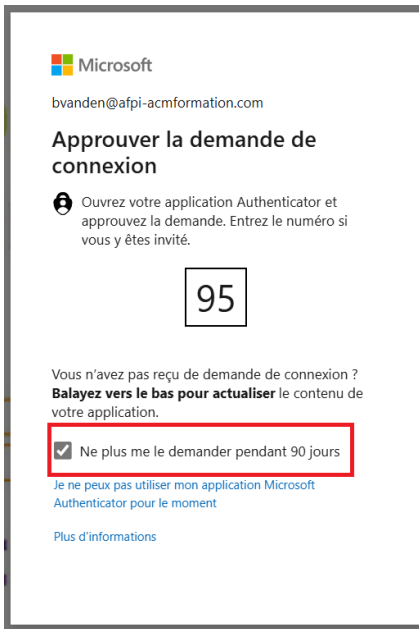 Microsoft
bvanden@afpi-acmformation.com
Approuver la demande de
connexion
Ouvrez votre application Authenticator et
approuvez la demande. Entrez le numéro si
vous y êtes invité.
95
Vous n'avez pas reçu de demande de connexion ?
Balayez vers le bas pour actualiser le contenu de
votre application.
Ne plus me le demander pendant 90 jours
Je ne peux pas utiliser mon application Microsoft
Authenticator pour le moment
Plus d'informations